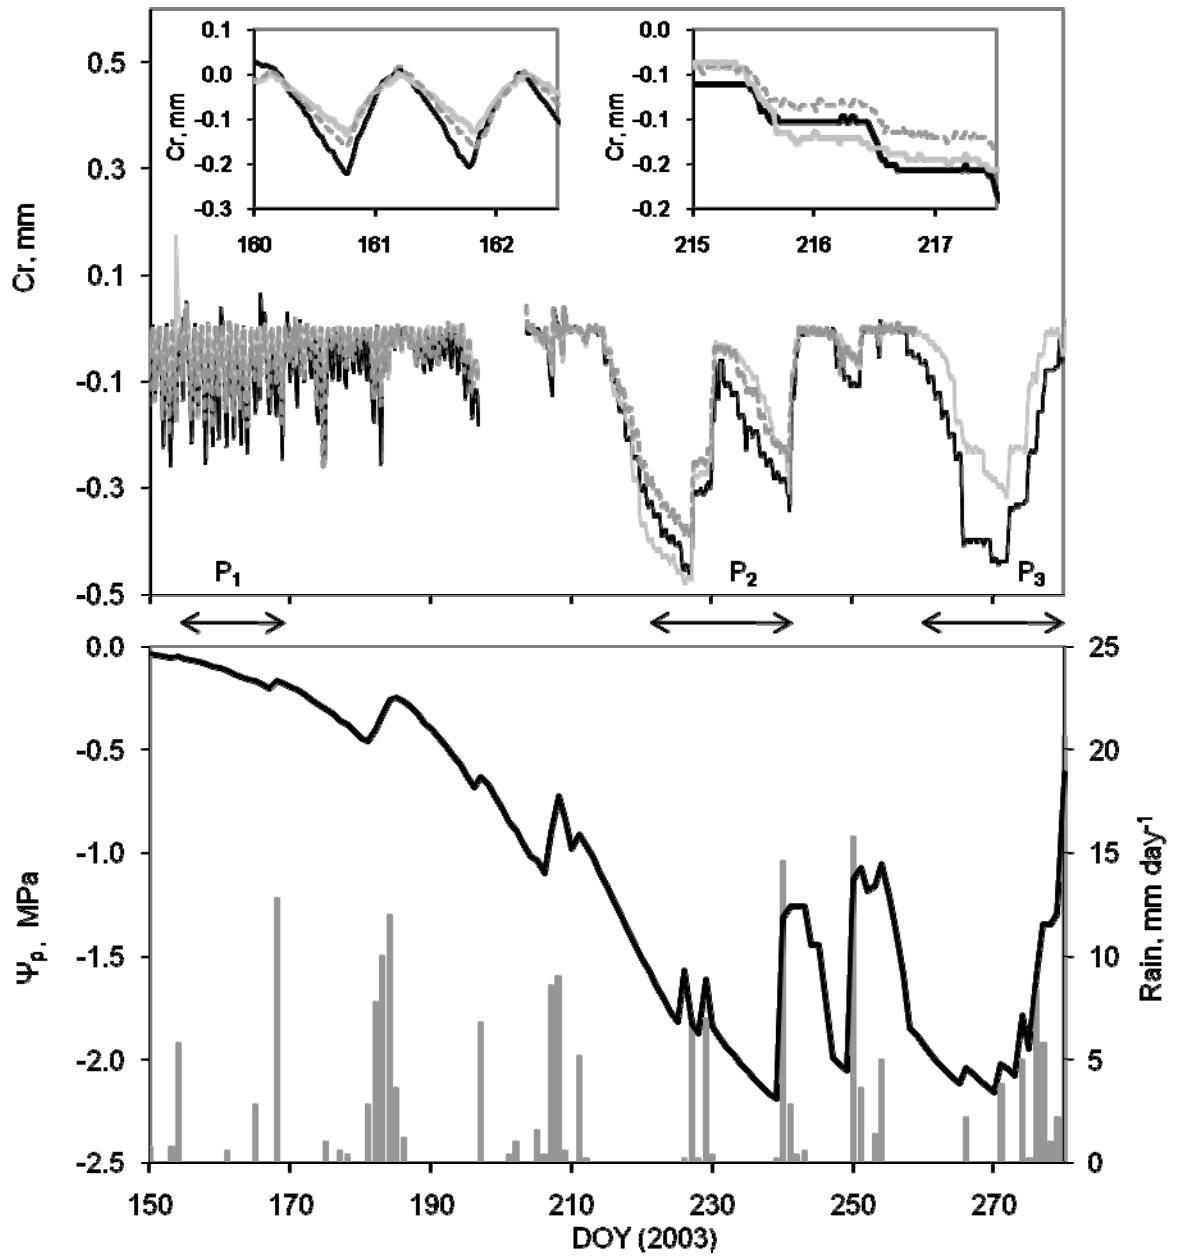 0.1
0.0
-0.1
-0.2
-0.3
Cr, mm
160 161 162
0.0
-0.1
-0.1
-0.2
-0.2
Cr, mm
215 216 217
0.5
0.3
0.1
-0.1
-0.3
-0.5
Cr, mm
P₁ P₂ P₃
0.0
-0.5
-1.0
-1.5
-2.0
-2.5
Ψₚ, MPa
25
20
15
10
5
0
Rain, mm day⁻¹
150 170 190 210 230 250 270
DOY (2003)